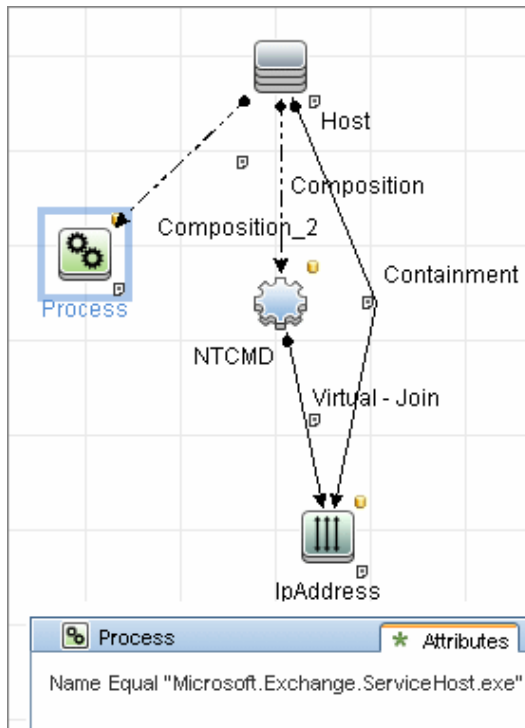 Host
Composition
Composition_2
Process
Containment
NTCMD
Virtual - Join
IpAddress
Process
Attributes
Name Equal "Microsoft.Exchange.ServiceHost.exe"